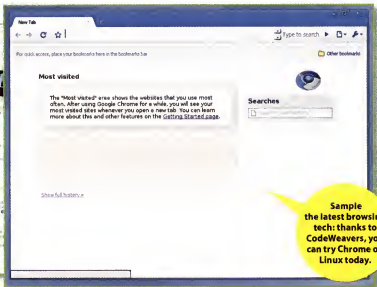 New Tab
type to search
For quick access, place your bookmarks here in the bookmarks bar
Other bookmarks
Most visited
The "Most visited" area shows the websites that you use most
often. After using Google Chrome for a while, you will see your
most visited sites whenever you open a new tab. You can learn
more about this and other features on the Getting Started page.
Searches
Show full history »
Sample
the latest browsin
tech: thanks to
CodeWeavers, yo
can try Chrome o
Linux today.